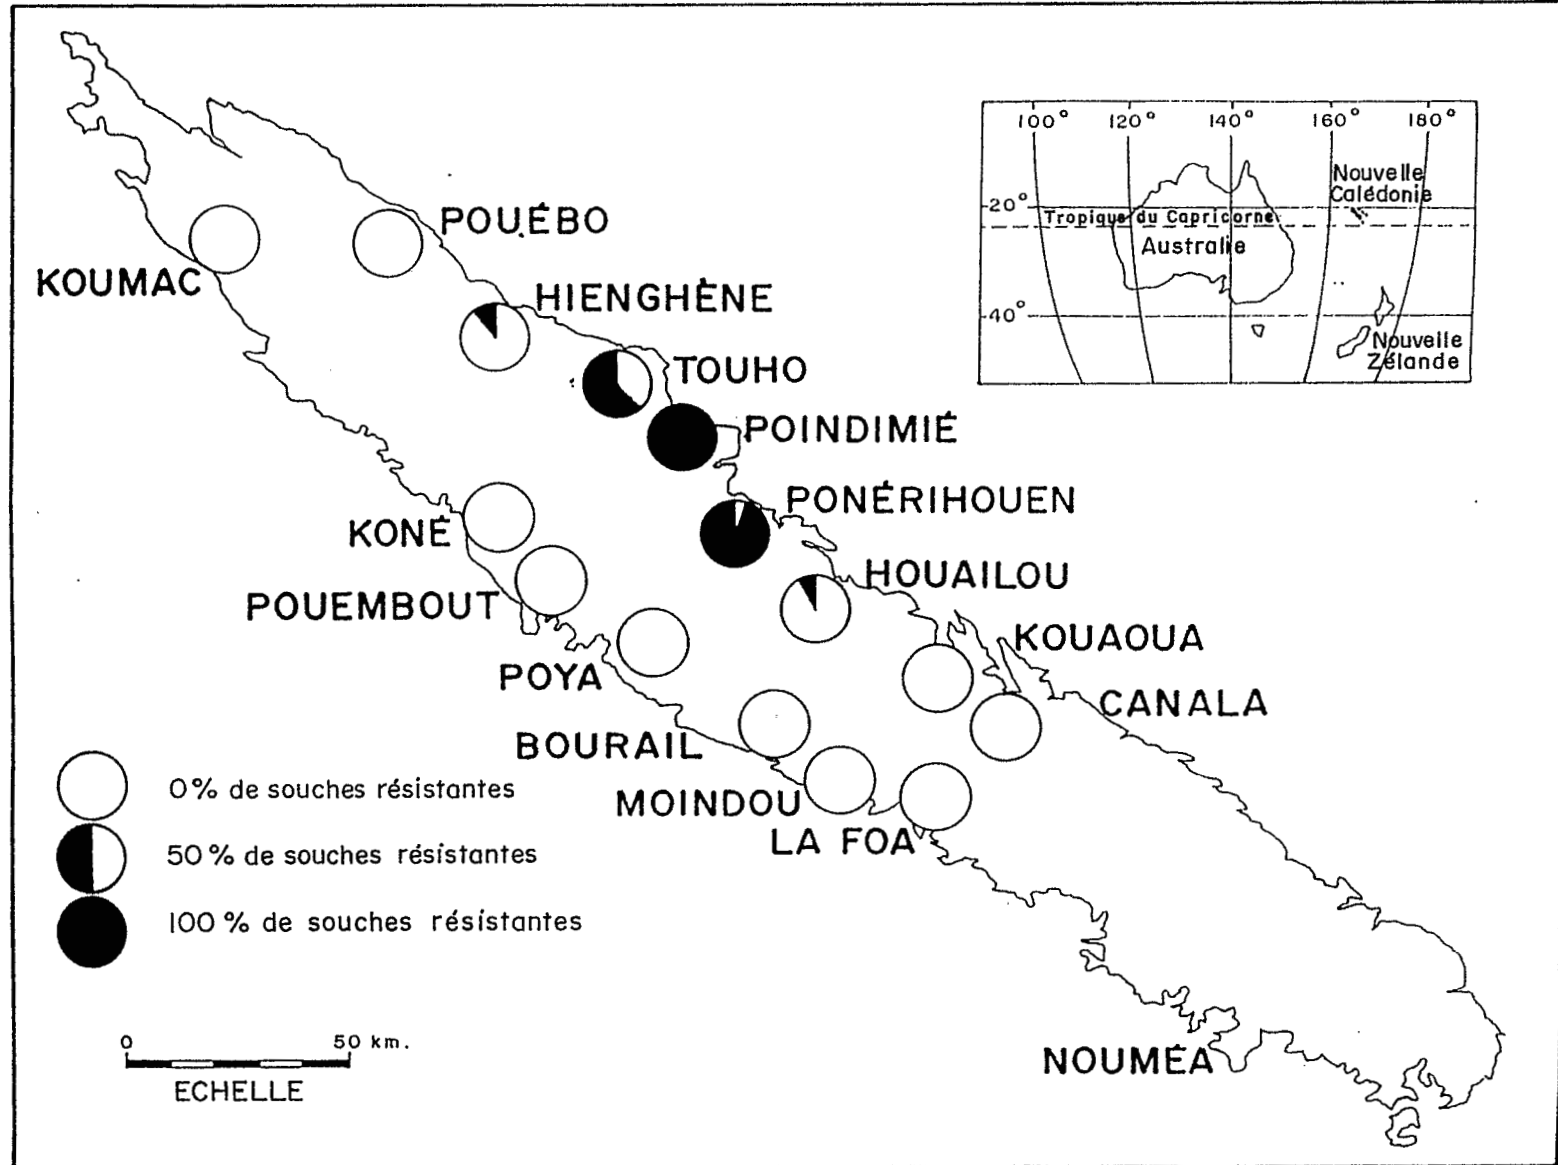 100° 120° 140° 160° 180°
Nouvelle
Calédonie
20°
Tropique du Capricorne
Australie
40°
Nouvelle
Zélande
POUÉBO
KOUMAC
HIENGHÈNE
TOUHO
POINDIMIÉ
PONÉRIHOUEN
KONÉ
HOUAILOU
POUEMBOUT
KOUAOUA
POYA
CANALA
BOURAIL
MOINDOU
LA FOA
0% de souches résistantes
50% de souches résistantes
100% de souches résistantes
0 50 km.
ECHELLE
NOUMÉA